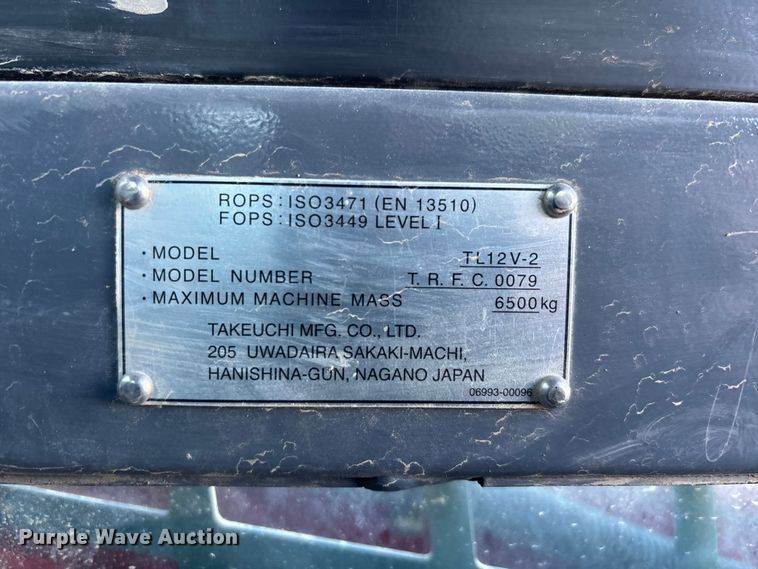 ROPS : ISO3471 (EN 13510)
FOPS : ISO3449 LEVEL I
· MODEL TL12V-2
· MODEL NUMBER T. R. F. C. 0079
· MAXIMUM MACHINE MASS 6500 kg
TAKEUCHI MFG. CO., LTD.
205 UWADAIRA SAKAKI-MACHI,
HANISHINA-GUN, NAGANO JAPAN
06993-00096
Purple Wave Auction